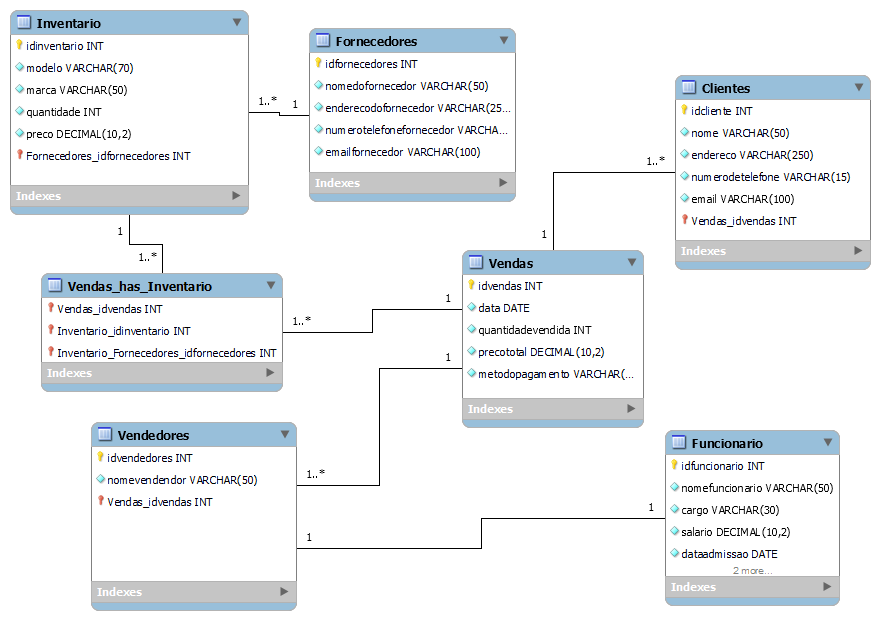 Inventario
idinventario INT
modelo VARCHAR(70)
marca VARCHAR(50)
quantidade INT
preco DECIMAL(10,2)
Fornecedores_idfornecedores INT
Indexes
1..*
1
Fornecedores
idfornecedores INT
nomedofornecedor VARCHAR(50)
enderecodofornecedor VARCHAR(25...
numerotelefonefornecedor VARCHA...
emailfornecedor VARCHAR(100)
Indexes
Clientes
idcliente INT
nome VARCHAR(50)
endereco VARCHAR(250)
numerodetelefone VARCHAR(15)
email VARCHAR(100)
Vendas_idvendas INT
Indexes
1..*
1
1
1..*
Vendas_has_Inventario
Vendas_idvendas INT
Inventario_idinventario INT
Inventario_Fornecedores_idfornecedores INT
Indexes
1..*
1
Vendas
idvendas INT
data DATE
quantidadevendida INT
precototal DECIMAL(10,2)
metodopagamento VARCHAR(...
Indexes
1
1..*
Vendedores
idvendedores INT
nomevendendor VARCHAR(50)
Vendas_idvendas INT
Indexes
1
1
Funcionario
idfuncionario INT
nomefuncionario VARCHAR(50)
cargo VARCHAR(30)
salario DECIMAL(10,2)
dataadmissao DATE
2 more...
Indexes